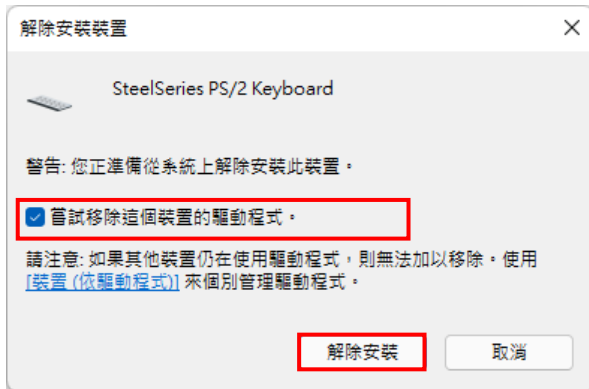 解除安裝裝置
SteelSeries PS/2 Keyboard
警告: 您正準備從系統上解除安裝此裝置。
嘗試移除這個裝置的驅動程式。
請注意: 如果其他裝置仍在使用驅動程式，則無法加以移除。使用
[裝置 (依驅動程式)] 來個別管理驅動程式。
解除安裝 取消